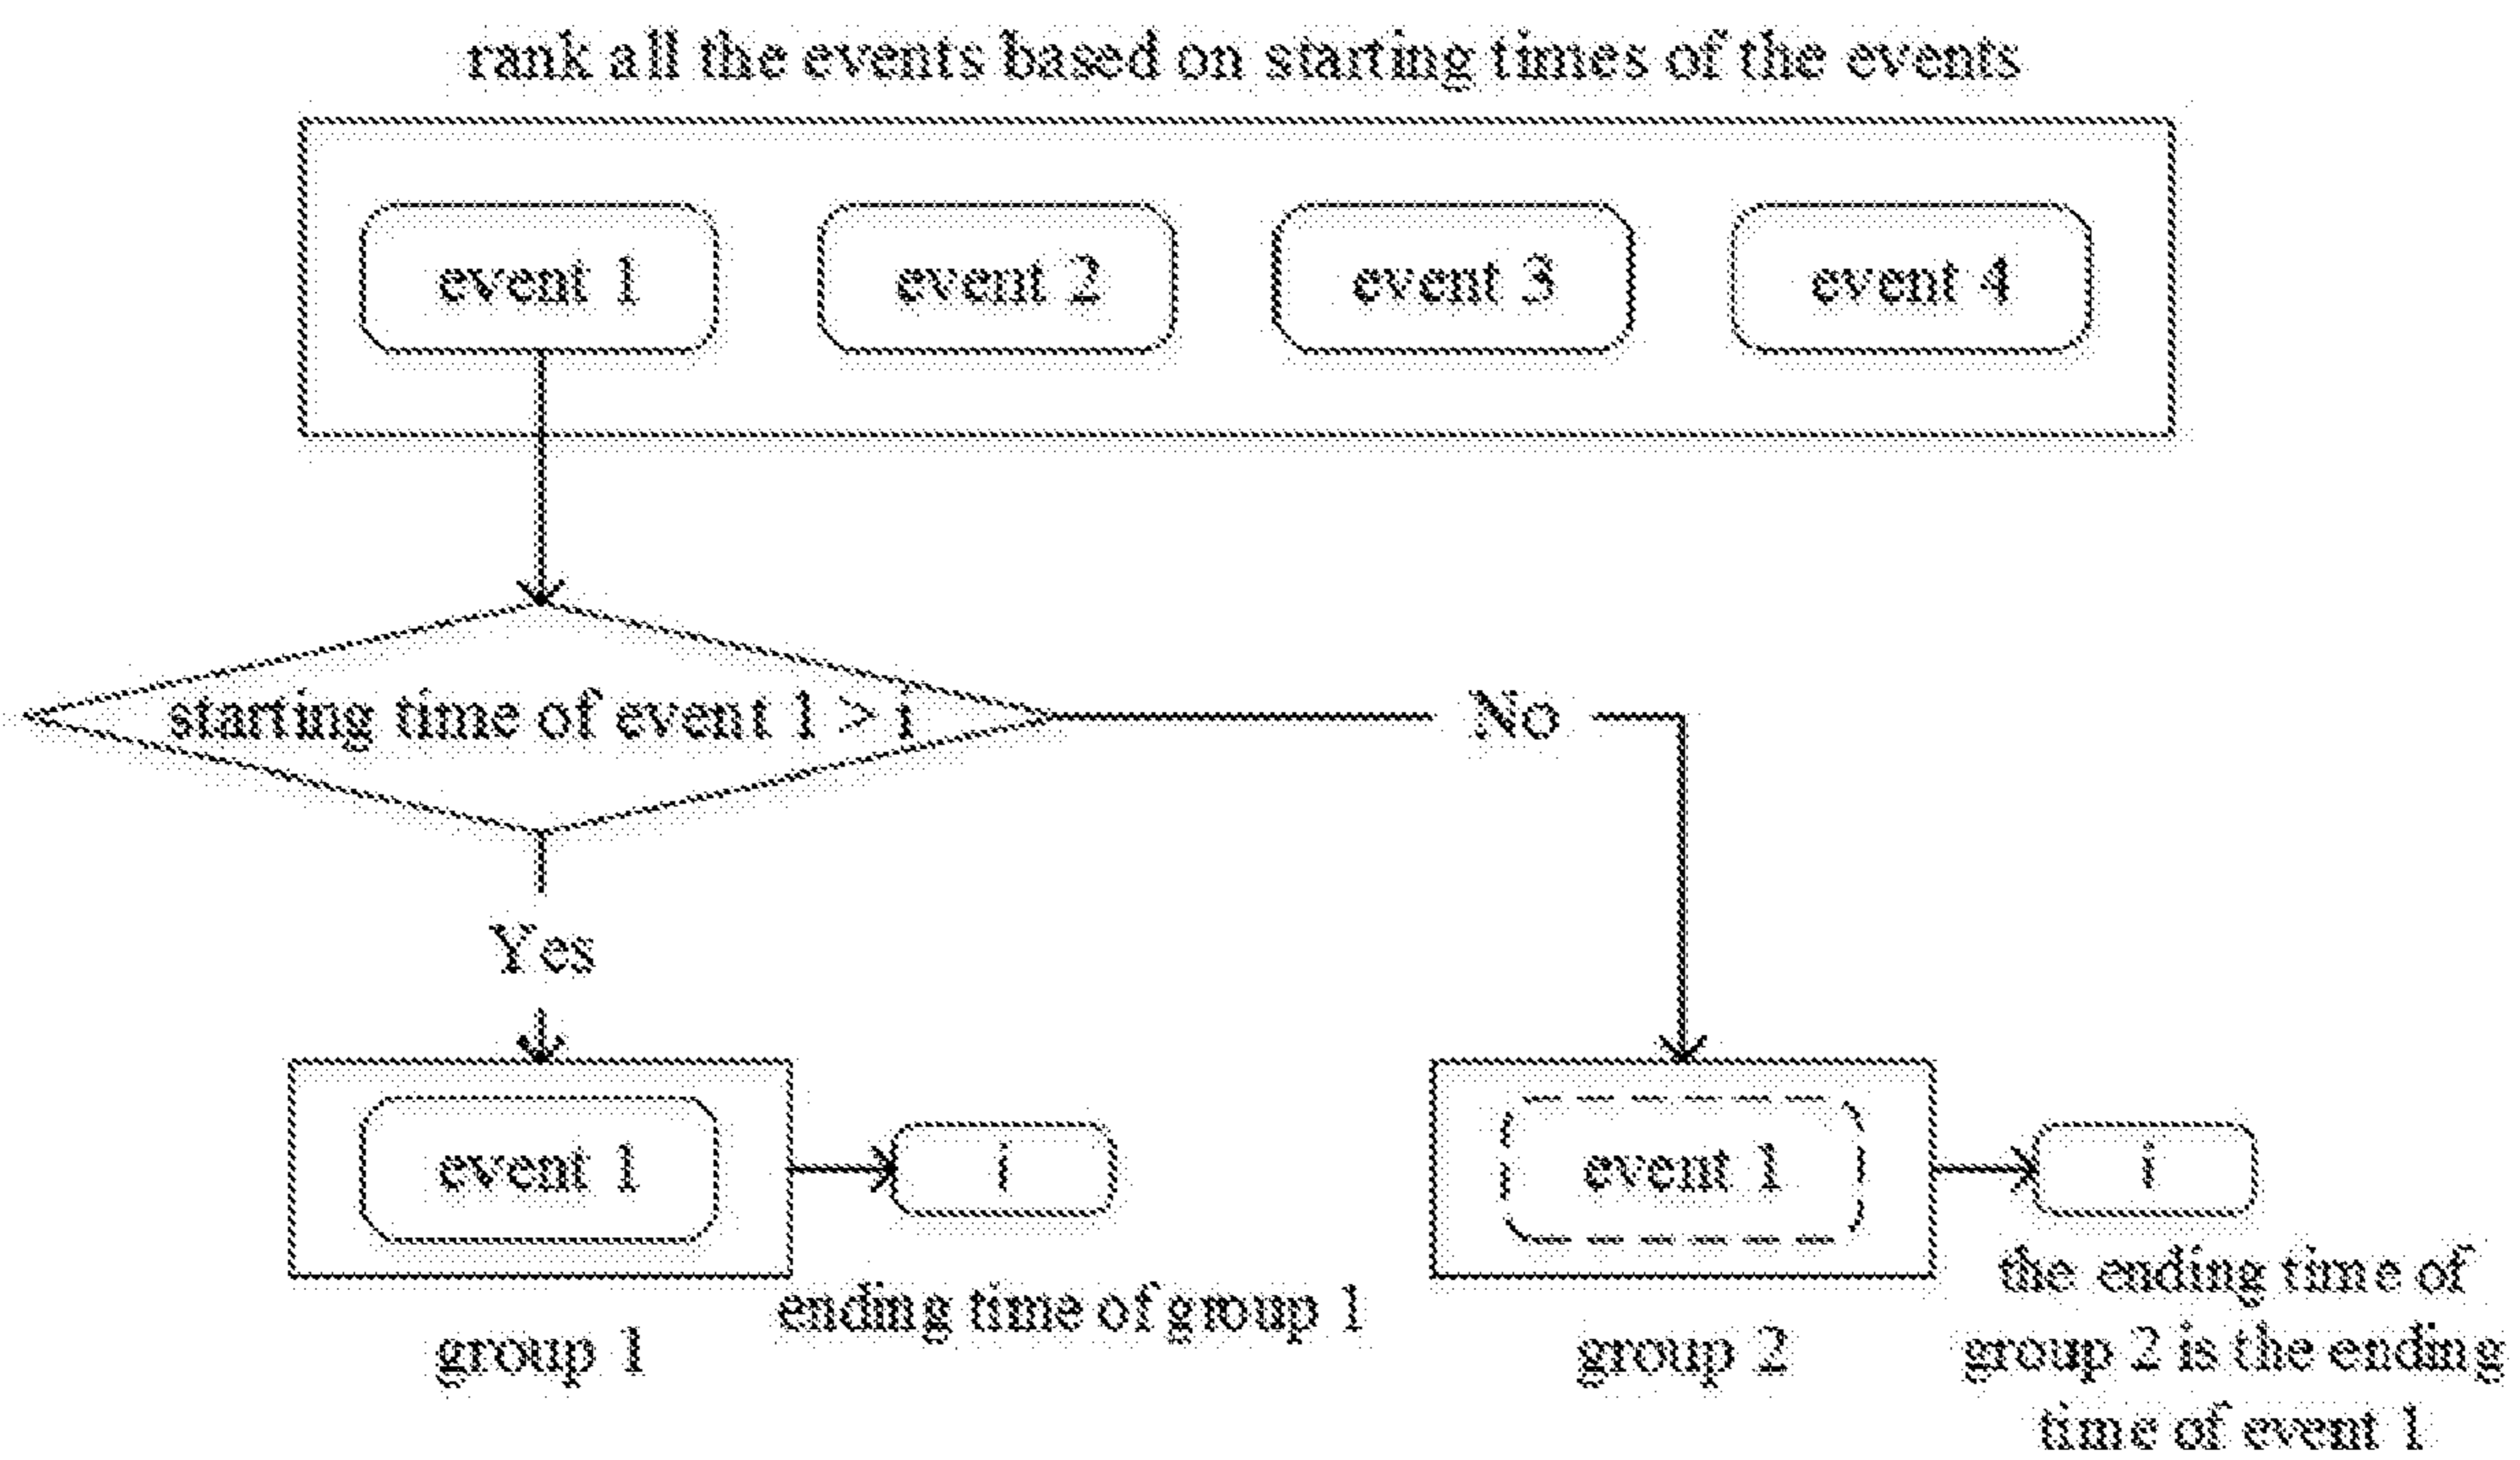 rank all the events based on starting times of the events
event 1
event 2
event 3
event 4
starting time of event 1 > i
No
Yes
event 1
i
event 1
i
ending time of group 1
group 1
group 2
the ending time of
group 2 is the ending
time of event 1